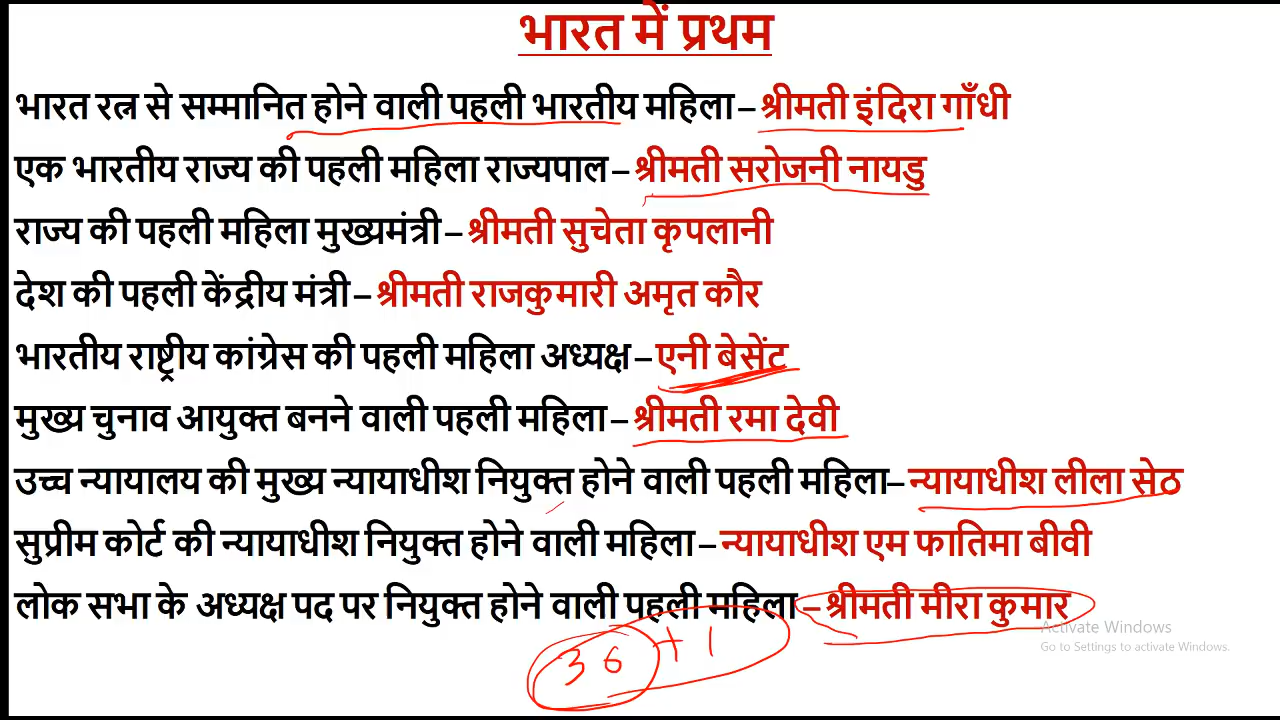 भारत में प्रथम
भारत रत्न से सम्मानित होने वाली पहली भारतीय महिला–श्रीमती इंदिरा गाँधी
एक भारतीय राज्य की पहली महिला राज्यपाल–श्रीमती सरोजनी नायडु
राज्य की पहली महिला मुख्यमंत्री–श्रीमती सुचेता कृपलानी
देश की पहली केंद्रीय मंत्री–श्रीमती राजकुमारी अमृत कौर
भारतीय राष्ट्रीय कांग्रेस की पहली महिला अध्यक्ष–एनी बेसेंट
मुख्य चुनाव आयुक्त बनने वाली पहली महिला–श्रीमती रमा देवी
उच्च न्यायालय की मुख्य न्यायाधीश नियुक्त होने वाली पहली महिला–न्यायाधीश लीला सेठ
सुप्रीम कोर्ट की न्यायाधीश नियुक्त होने वाली महिला–न्यायाधीश एम फातिमा बीवी
लोक सभा के अध्यक्ष पद पर नियुक्त होने वाली पहली महिला–श्रीमती मीरा कुमार
36+1
Activate Windows
Go to Settings to activate Windows.